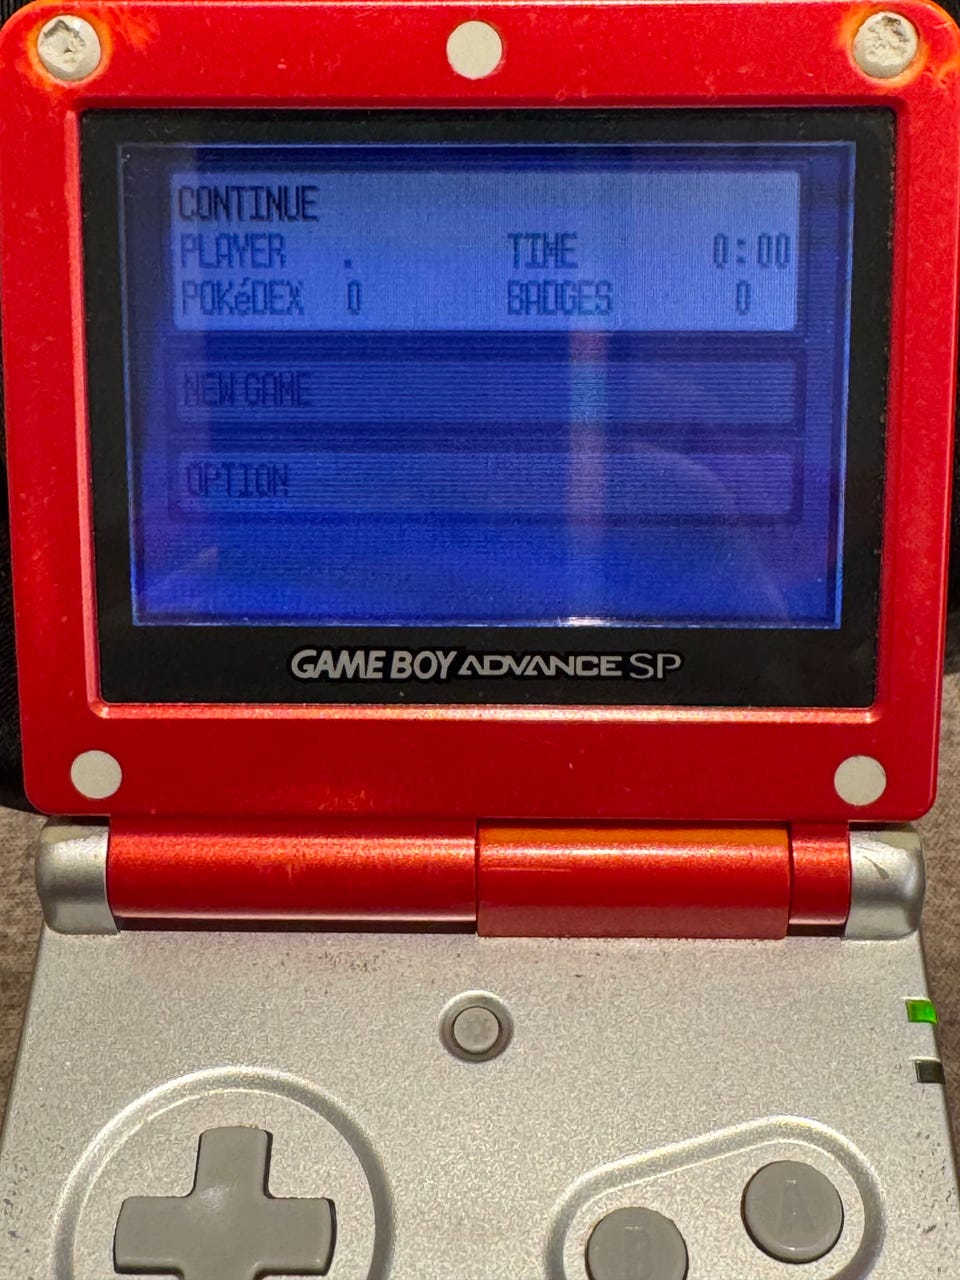 CONTINUE
PLAYER . TIME 0:00
POKéDEX 0 BADGES 0
NEW GAME
OPTION
GAME BOY ADVANCE SP
A
B